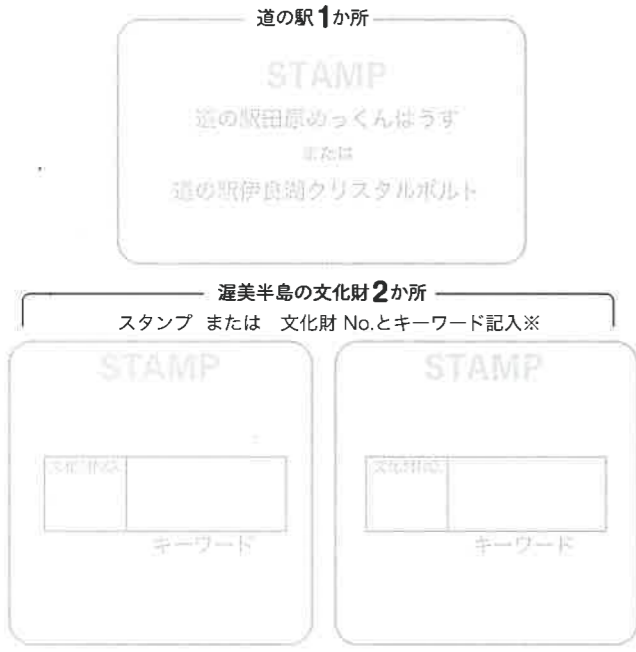 道の駅1か所
STAMP
道の駅田原めっくんはうす
または
道の駅伊良湖クリスタルボルト
渥美半島の文化財2か所
スタンプ または 文化財 No.とキーワード記入※
STAMP
文化財No.
キーワード
STAMP
文化財No.
キーワード